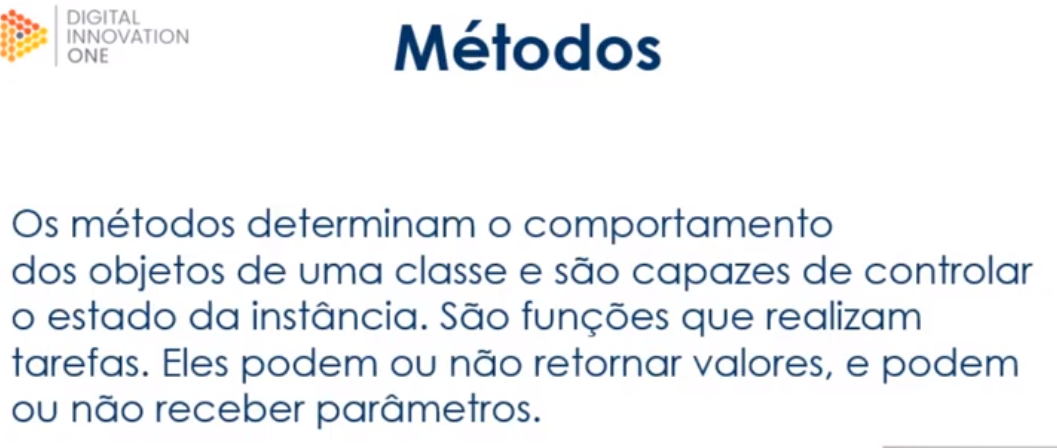 DIGITAL
INNOVATION
ONE
Métodos
Os métodos determinam o comportamento
dos objetos de uma classe e são capazes de controlar
o estado da instância. São funções que realizam
tarefas. Eles podem ou não retornar valores, e podem
ou não receber parâmetros.